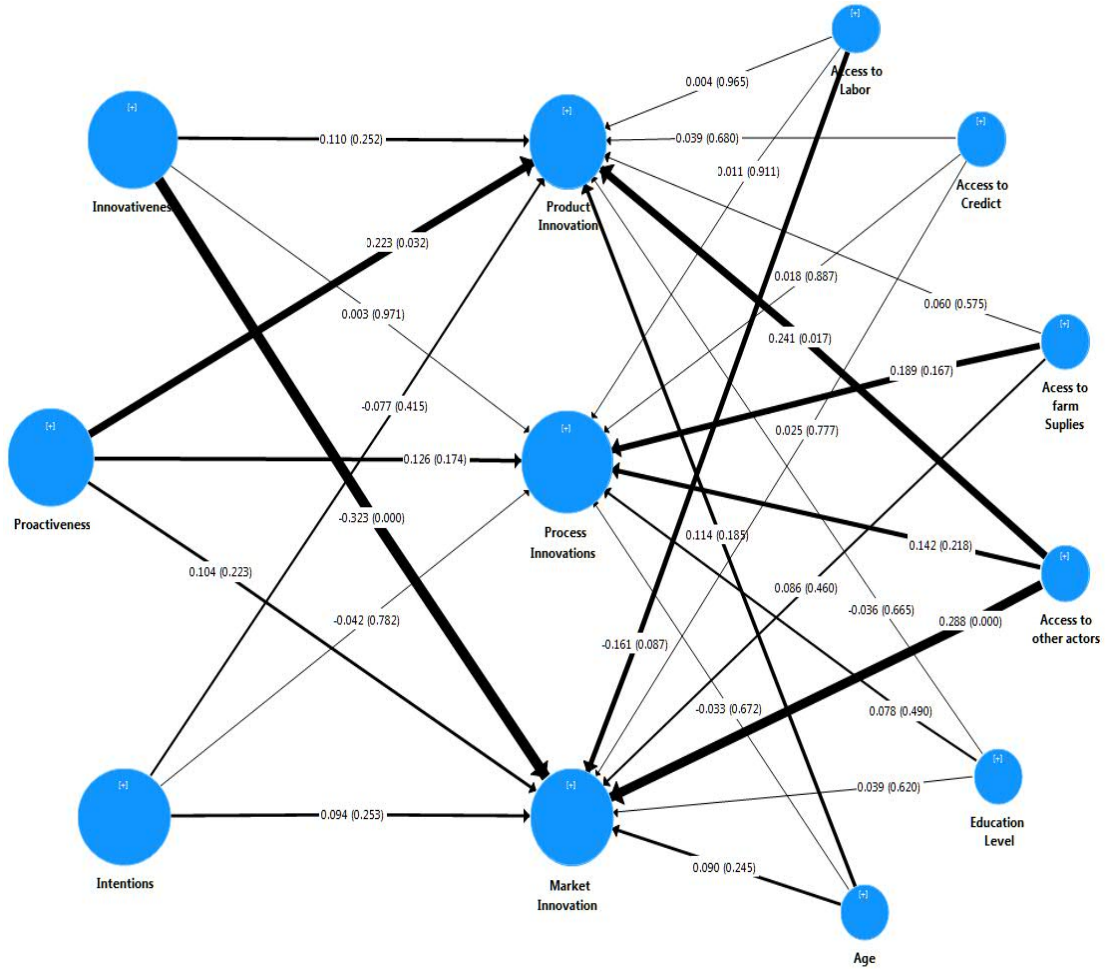 [+]
Access to
Labor
0.004 (0.965)
[+]
Innovativenes
0.110 (0.252)
[+]
Product
Innovation
0.039 (0.680)
[+]
Access to
Credict
0.011 (0.911)
0.223 (0.032)
0.018 (0.887)
0.003 (0.971)
0.060 (0.575)
0.241 (0.017)
[+]
Acess to
farm
Suplies
0.189 (0.167)
-0.077 (0.415)
0.025 (0.777)
[+]
Proactiveness
0.126 (0.174)
[+]
Process
Innovations
-0.323 (0.000)
0.114 (0.185)
0.142 (0.218)
[+]
Access to
other actors
0.104 (0.223)
0.086 (0.460)
-0.036 (0.665)
-0.042 (0.782)
0.288 (0.000)
-0.161 (0.087)
-0.033 (0.672)
0.078 (0.490)
[+]
Intentions
0.094 (0.253)
[+]
Market
Innovation
0.039 (0.620)
[+]
Education
Level
0.090 (0.245)
[+]
Age